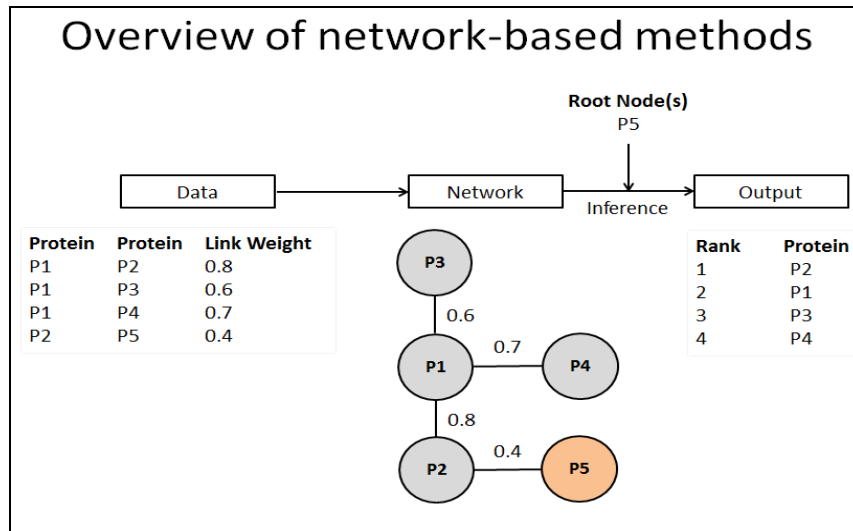 Overview of network-based methods
Root Node(s)
P5
Data
Network
Output
Inference
Protein Protein Link Weight
P1 P2 0.8
P1 P3 0.6
P1 P4 0.7
P2 P5 0.4
P3
0.6
P1 0.7 P4
0.8
P2 0.4 P5
Rank Protein
1 P2
2 P1
3 P3
4 P4